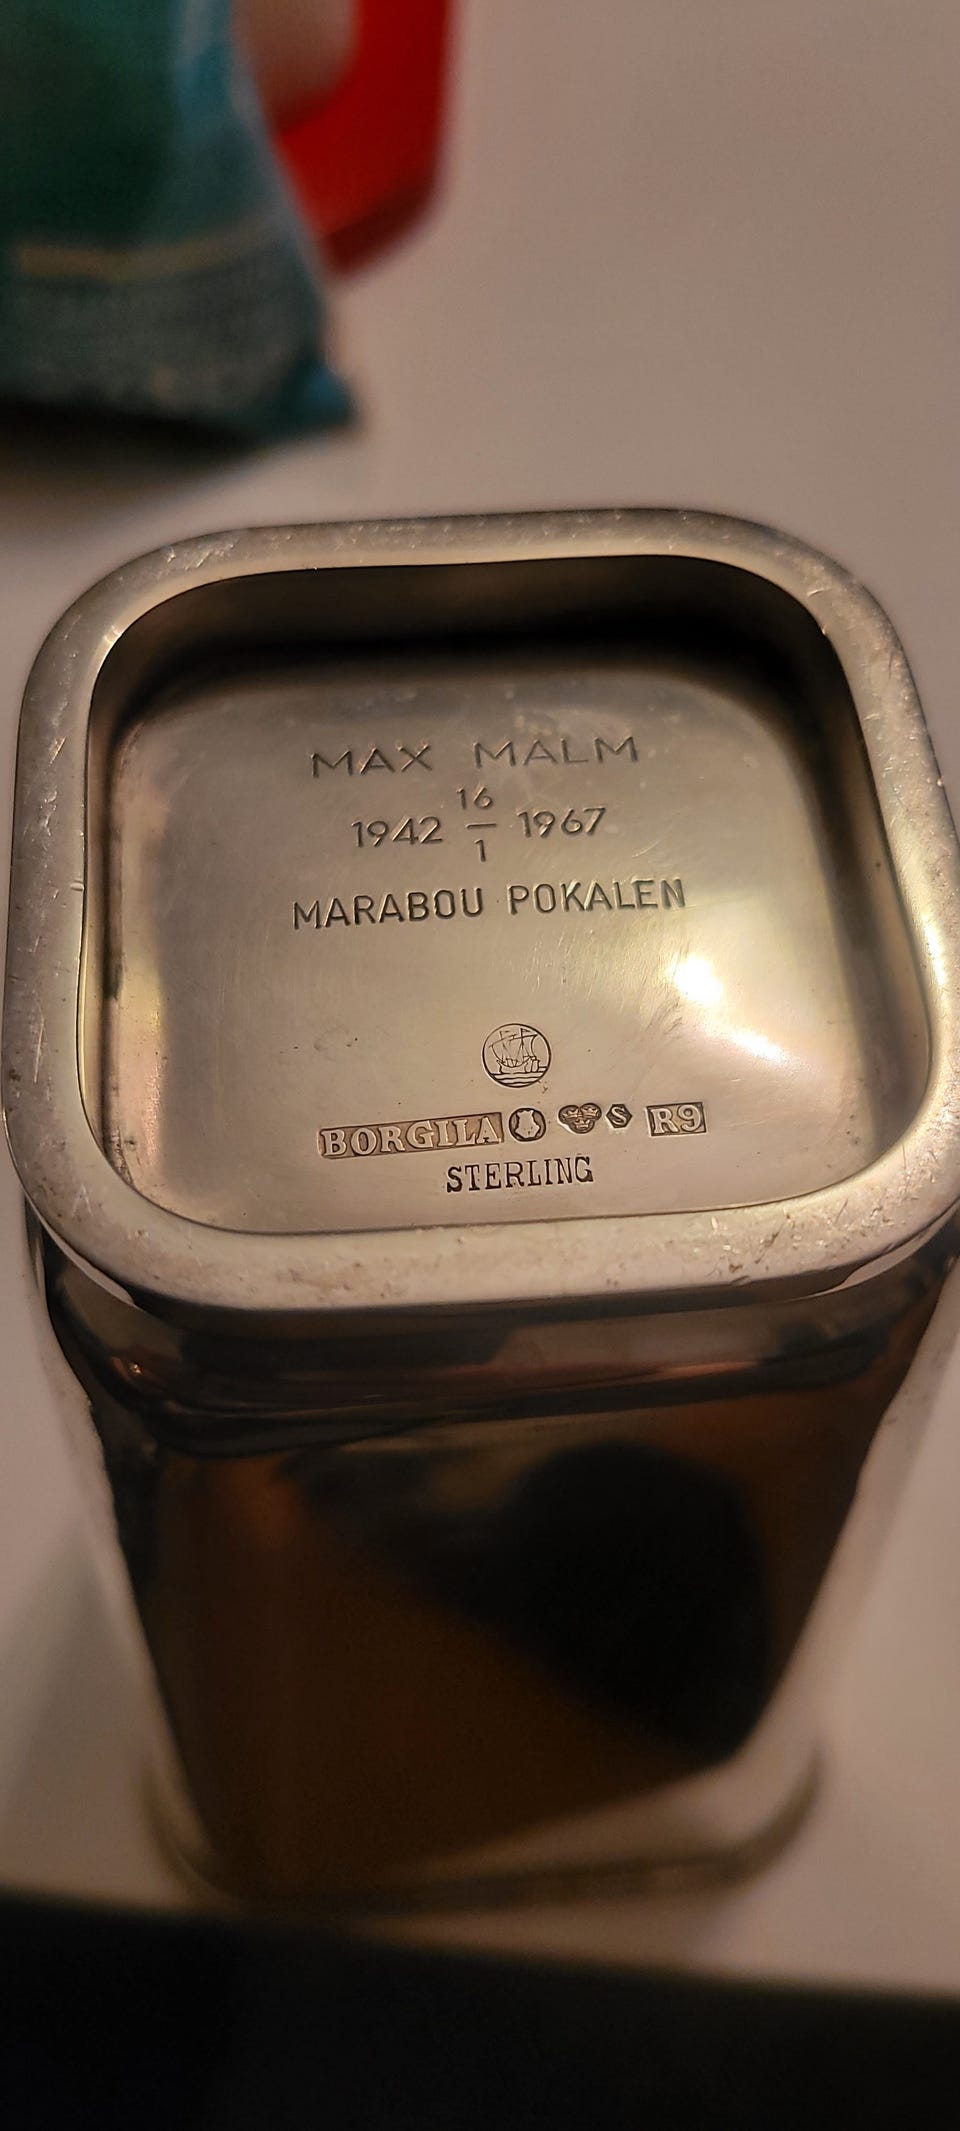 MAX MALM
16
1942 — 1967
1
MARABOU POKALEN
BORGILA S R9
STERLING